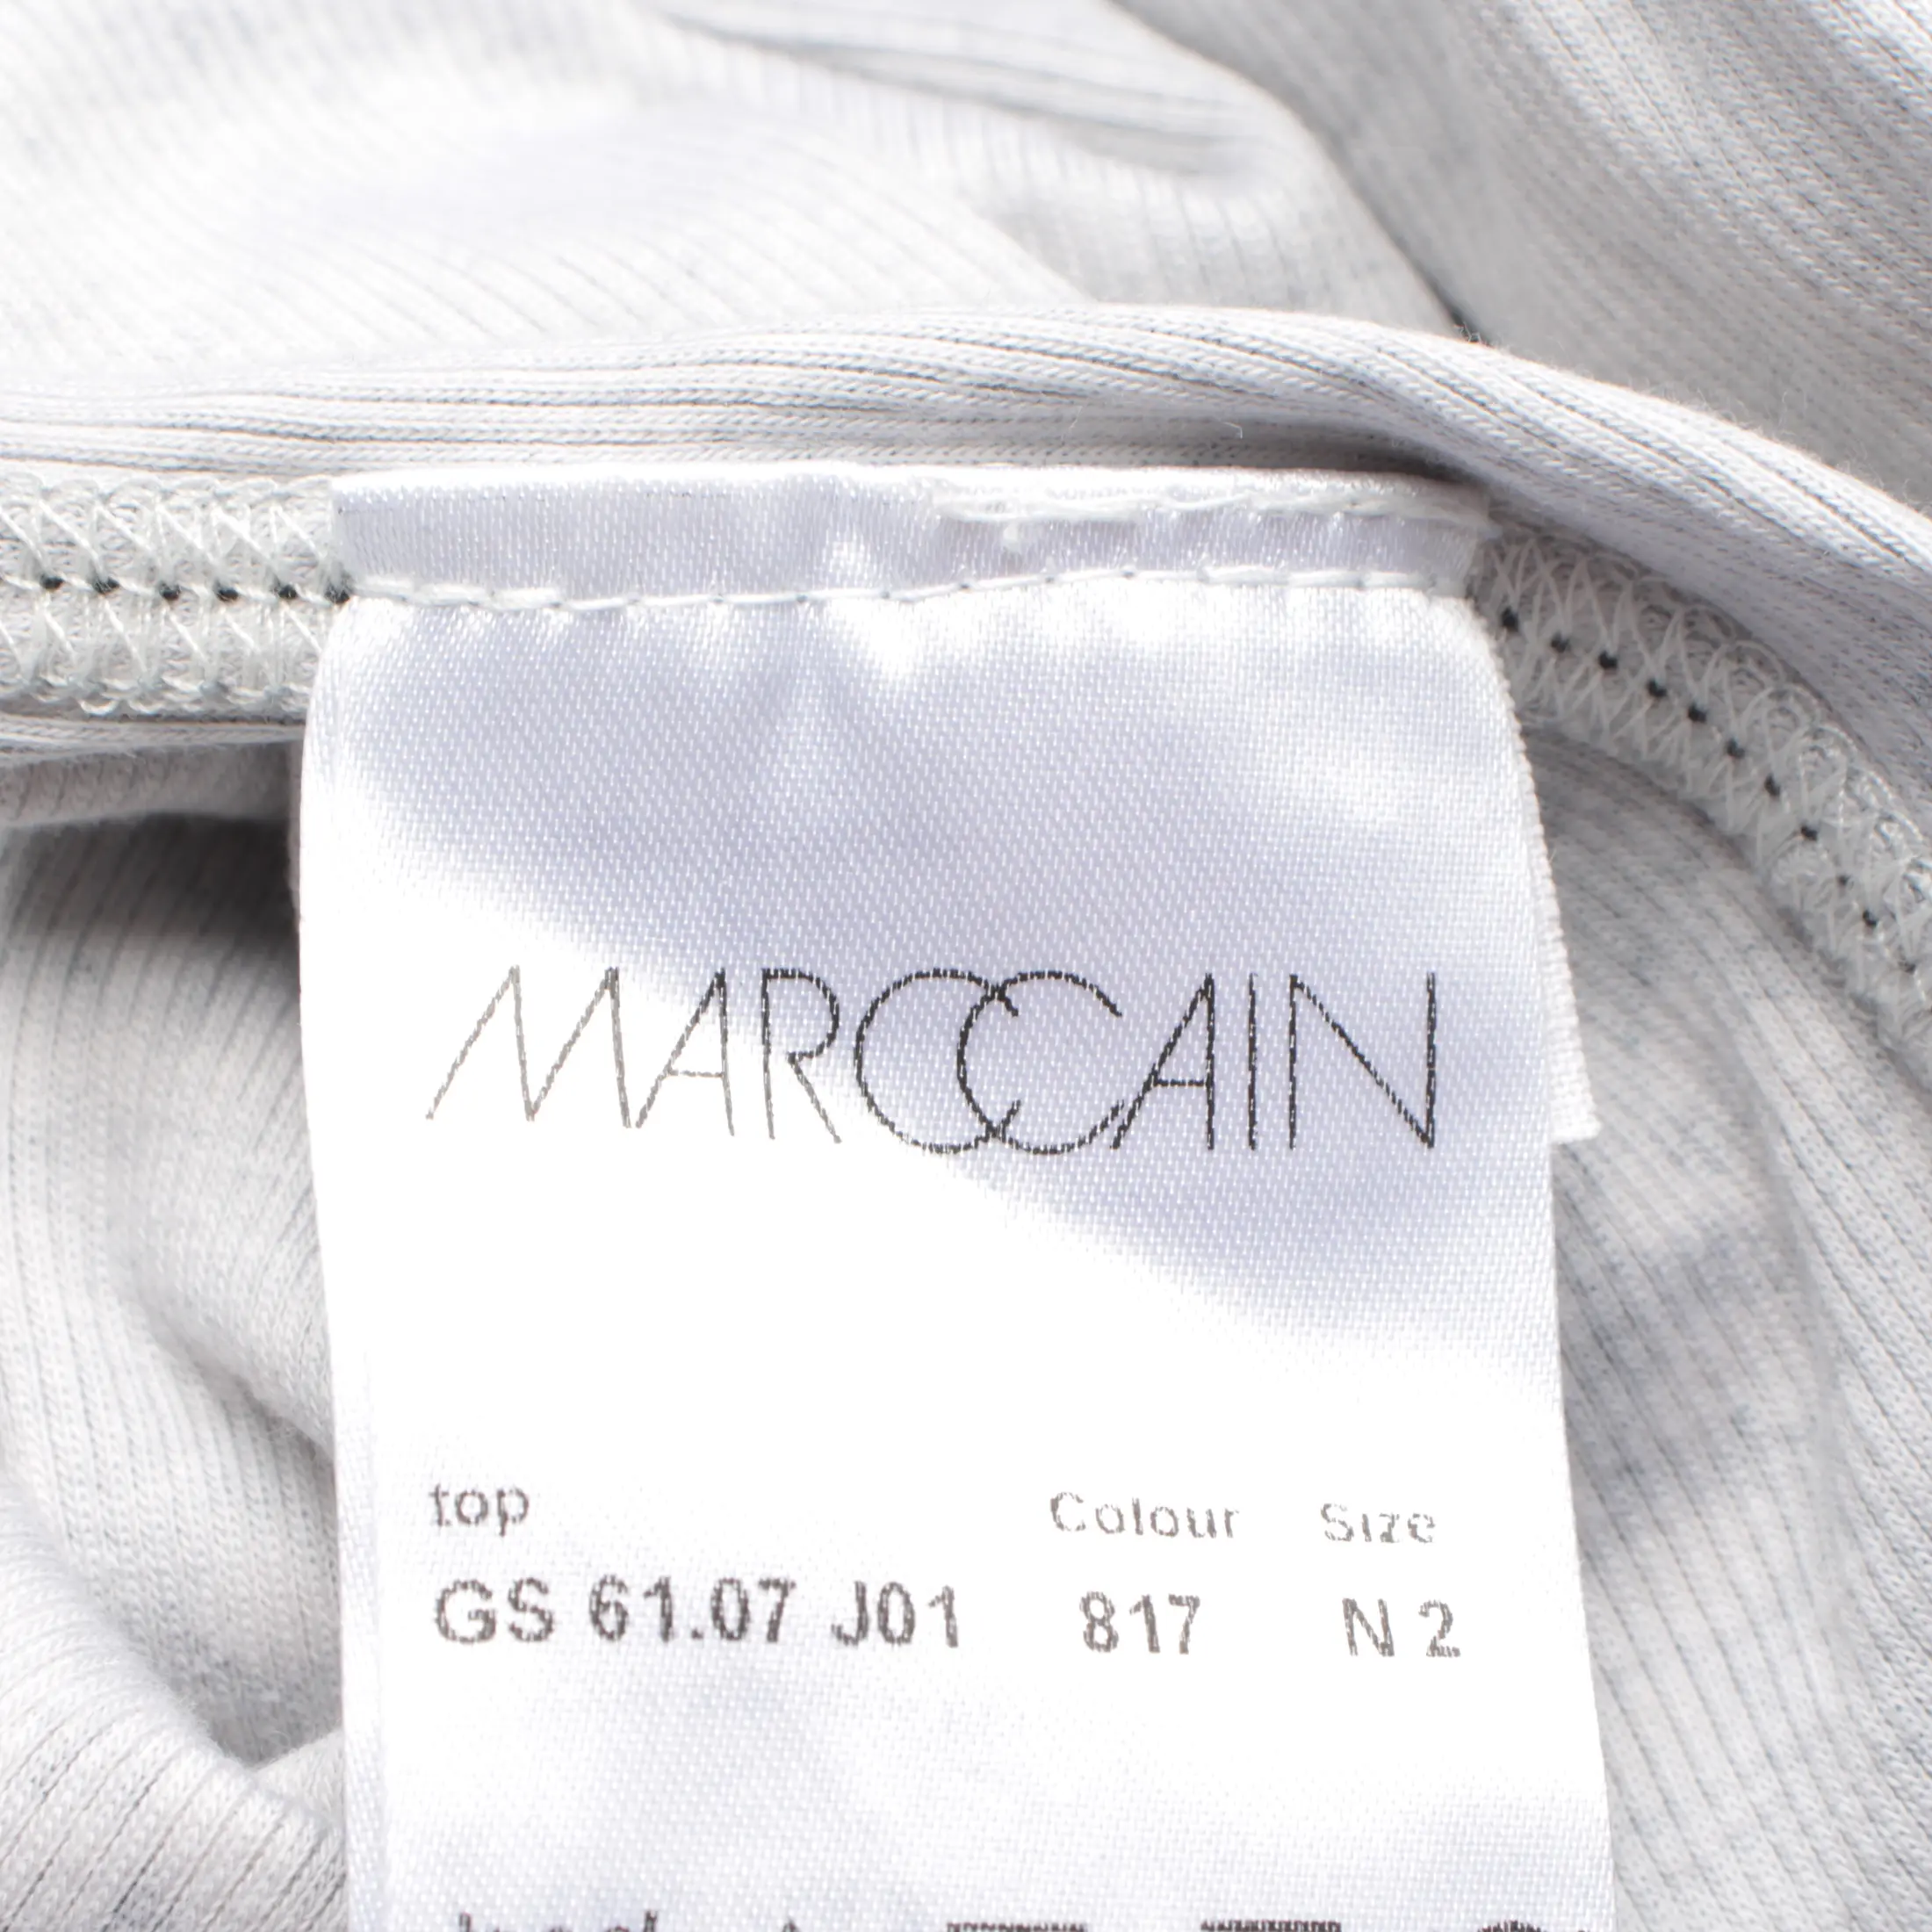 MARCCAIN
top Colour Size
GS 61.07 J01 817 N 2